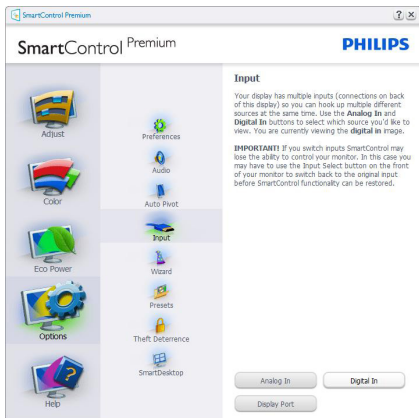 SmartControl Premium
SmartControl Premium
PHILIPS
Adjust
Color
Eco Power
Options
Help
Preferences
Audio
Auto Pivot
Input
Wizard
Presets
Theft Deterrence
SmartDesktop
Input
Your display has multiple inputs (connections on back
of this display) so you can hook up multiple different
sources at the same time. Use the Analog In and
Digital In buttons to select which source you'd like to
view. You are currently viewing the digital in image.
IMPORTANT! If you switch inputs SmartControl may
lose the ability to control your monitor. In this case you
may have to use the Input Select button on the front
of your monitor to switch back to the original input
before SmartControl functionality can be restored.
Analog In
Digital In
Display Port